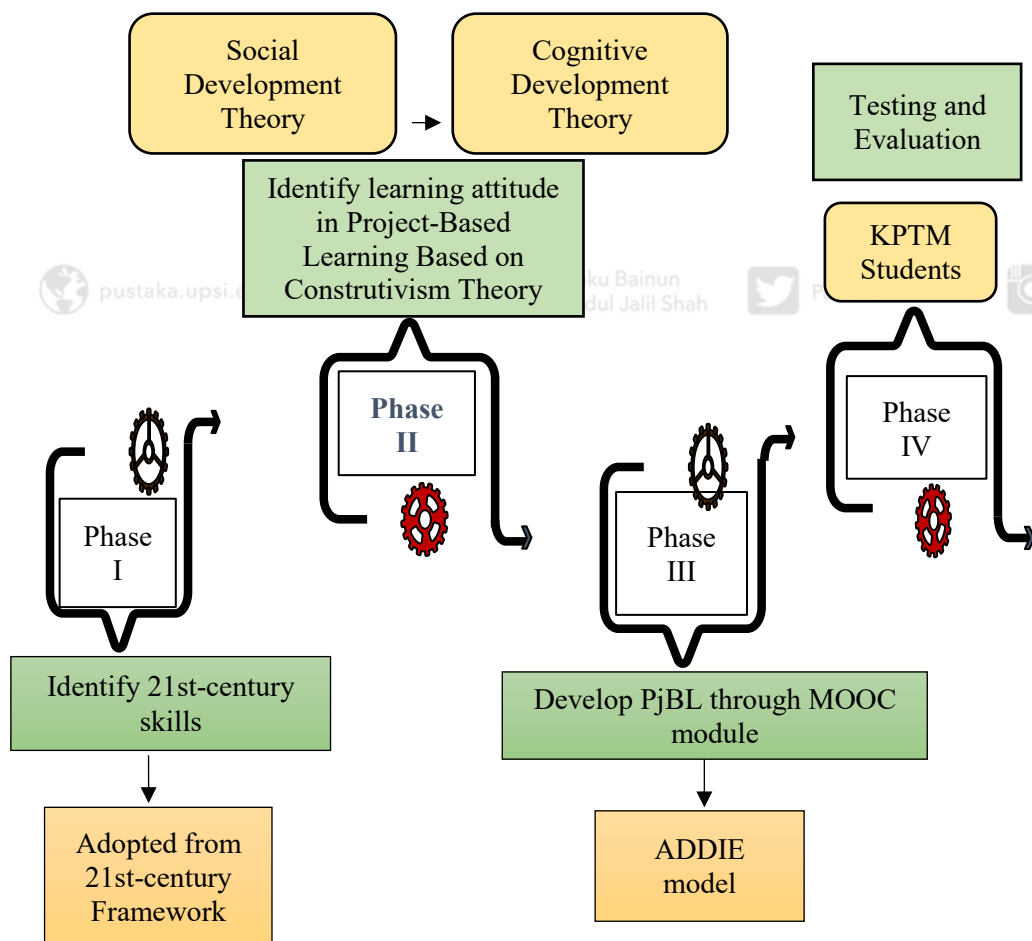 Social
Development
Theory
Cognitive
Development
Theory
Testing and
Evaluation
Identify learning attitude
in Project-Based
Learning Based on
Construtivism Theory
KPTM
Students
pustaka.upsi.e
ku Bainun
dul Jalil Shah
Phase
II
Phase
IV
Phase
I
Phase
III
Identify 21st-century
skills
Develop PjBL through MOOC
module
Adopted from
21st-century
Framework
ADDIE
model